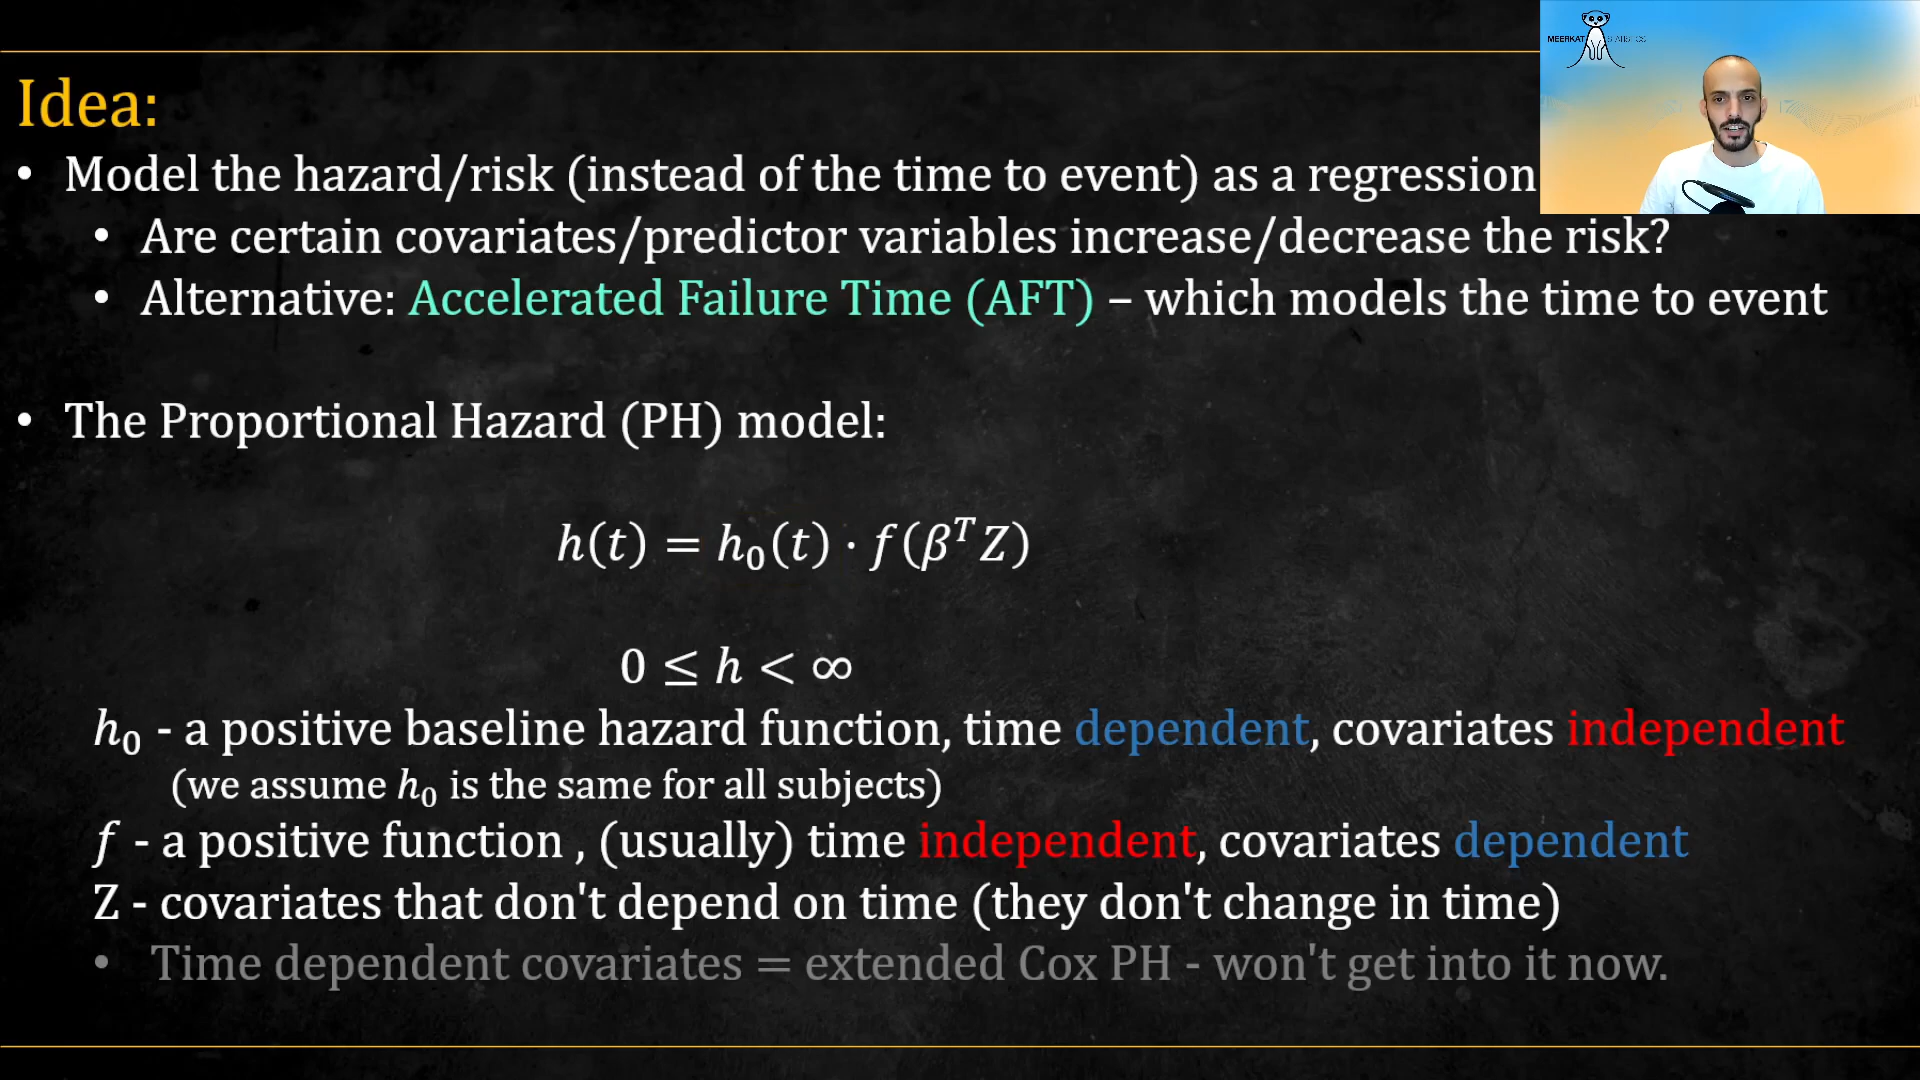 MEERKAT STATISTICS
Idea:
• Model the hazard/risk (instead of the time to event) as a regression
• Are certain covariates/predictor variables increase/decrease the risk?
• Alternative: Accelerated Failure Time (AFT) – which models the time to event
• The Proportional Hazard (PH) model:
h(t) = h₀(t) · f(βᵀZ)
0 ≤ h < ∞
h₀ - a positive baseline hazard function, time dependent, covariates independent
(we assume h₀ is the same for all subjects)
f - a positive function , (usually) time independent, covariates dependent
Z - covariates that don't depend on time (they don't change in time)
• Time dependent covariates = extended Cox PH - won't get into it now.